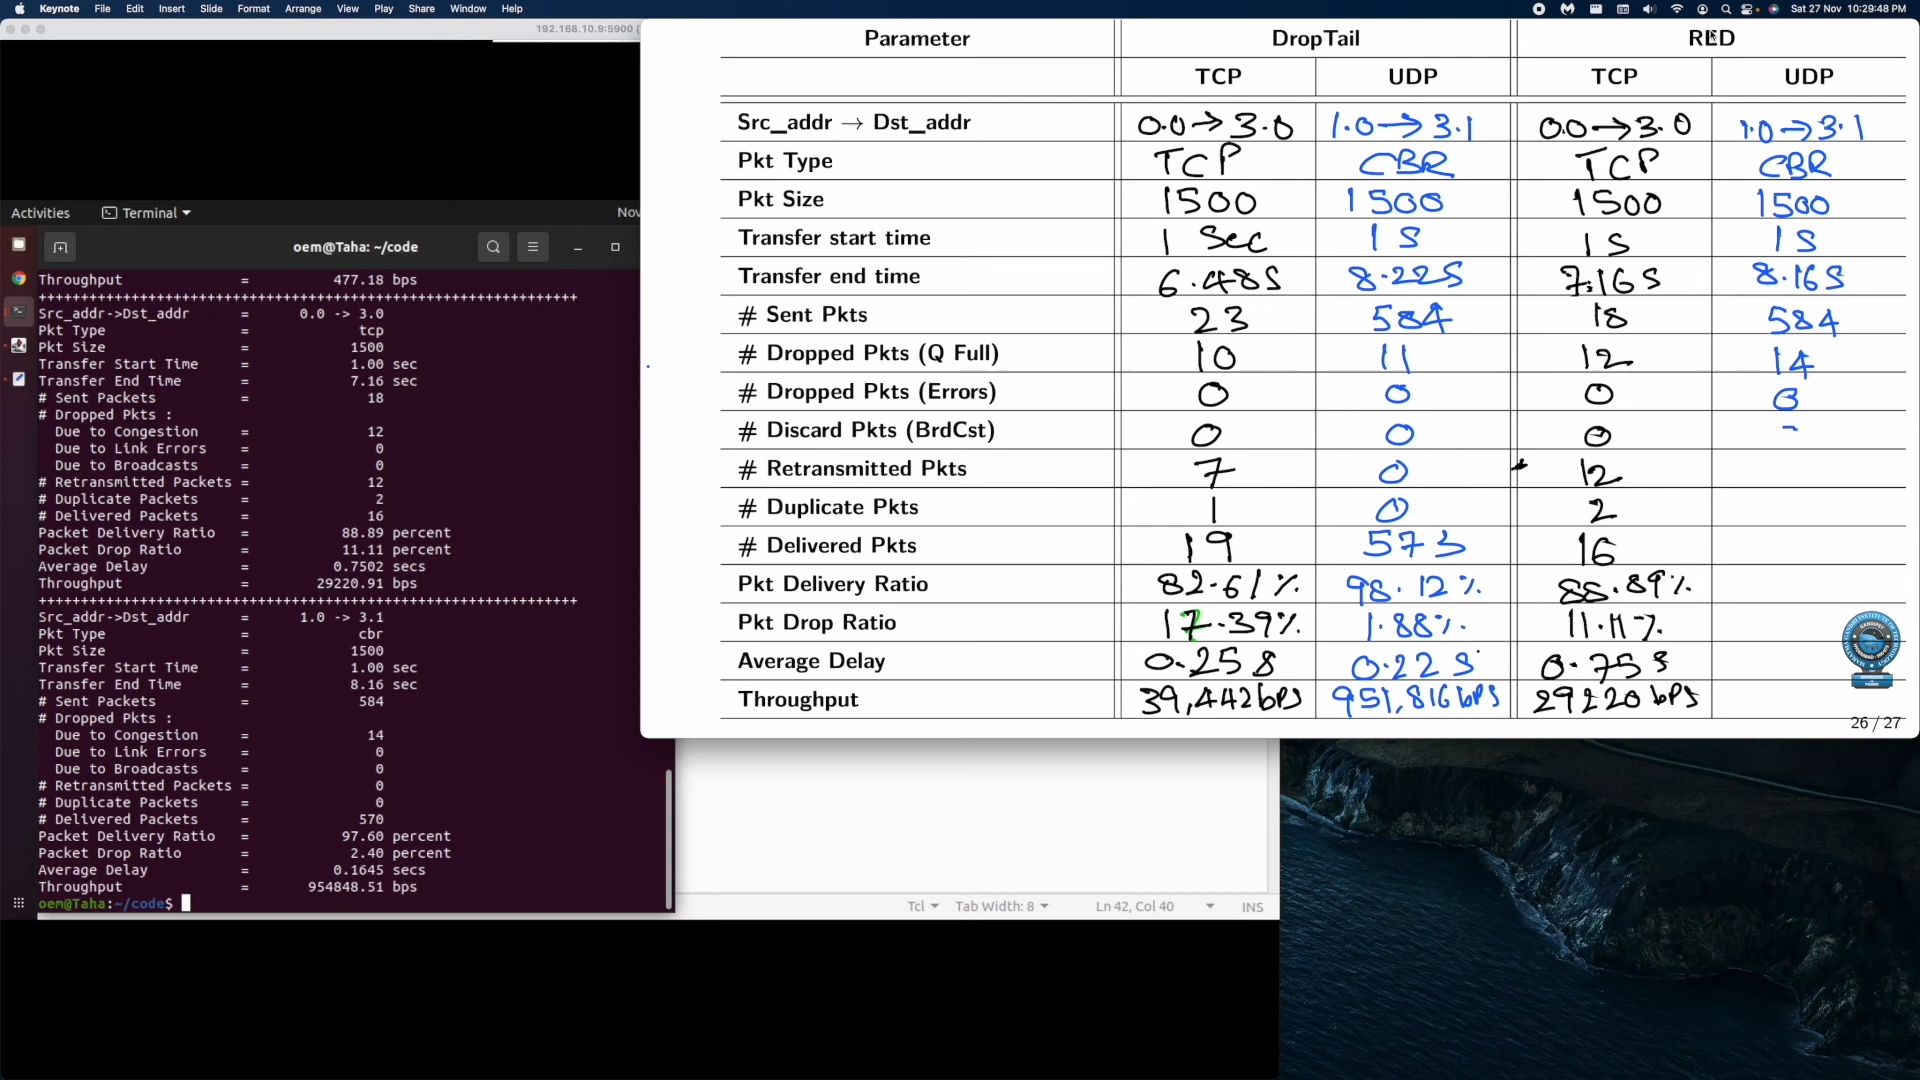 Keynote File Edit Insert Slide Format Arrange View Play Share Window Help Sat 27 Nov 10:29:48 PM
192.168.10.9:5900 (
Activities Terminal Nov
oem@Taha: ~/code
Throughput = 477.18 bps
++++++++++++++++++++++++++++++++++++++++++++++++++++++++++++++++
Src_addr->Dst_addr = 0.0 -> 3.0
Pkt Type = tcp
Pkt Size = 1500
Transfer Start Time = 1.00 sec
Transfer End Time = 7.16 sec
# Sent Packets = 18
# Dropped Pkts :
Due to Congestion = 12
Due to Link Errors = 0
Due to Broadcasts = 0
# Retransmitted Packets = 12
# Duplicate Packets = 2
# Delivered Packets = 16
Packet Delivery Ratio = 88.89 percent
Packet Drop Ratio = 11.11 percent
Average Delay = 0.7502 secs
Throughput = 29220.91 bps
++++++++++++++++++++++++++++++++++++++++++++++++++++++++++++++++
Src_addr->Dst_addr = 1.0 -> 3.1
Pkt Type = cbr
Pkt Size = 1500
Transfer Start Time = 1.00 sec
Transfer End Time = 8.16 sec
# Sent Packets = 584
# Dropped Pkts :
Due to Congestion = 14
Due to Link Errors = 0
Due to Broadcasts = 0
# Retransmitted Packets = 0
# Duplicate Packets = 0
# Delivered Packets = 570
Packet Delivery Ratio = 97.60 percent
Packet Drop Ratio = 2.40 percent
Average Delay = 0.1645 secs
Throughput = 954848.51 bps
oem@Taha:~/code$
Parameter DropTail RED
TCP UDP TCP UDP
Src_addr → Dst_addr 0.0→3.0 1.0→3.1 0.0→3.0 1.0→3.1
Pkt Type TCP CBR TCP CBR
Pkt Size 1500 1500 1500 1500
Transfer start time 1 Sec 1 S 1 S 1 S
Transfer end time 6.48S 8.22S 7.16 S 8.16 S
# Sent Pkts 23 584 18 584
# Dropped Pkts (Q Full) 10 11 12 14
# Dropped Pkts (Errors) 0 0 0 0
# Discard Pkts (BrdCst) 0 0 0
# Retransmitted Pkts 7 0 12
# Duplicate Pkts 1 0 2
# Delivered Pkts 19 573 16
Pkt Delivery Ratio 82.61% 98.12% 88.89%
Pkt Drop Ratio 17.39% 1.88% 11.11%
Average Delay 0.25 S 0.22 S 0.75 S
Throughput 39,442bps 951,816bps 29220 bps
26 / 27
Tcl Tab Width: 8 Ln 42, Col 40 INS